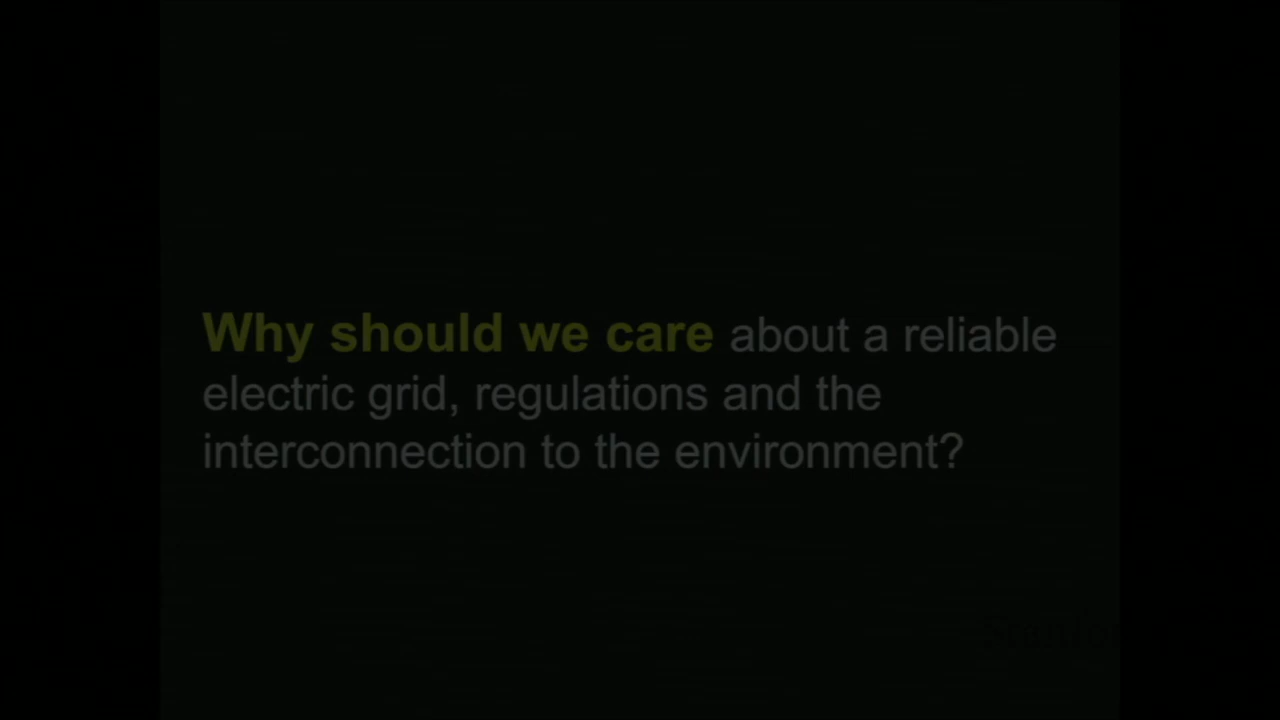 Why should we care about a reliable
electric grid, regulations and the
interconnection to the environment?